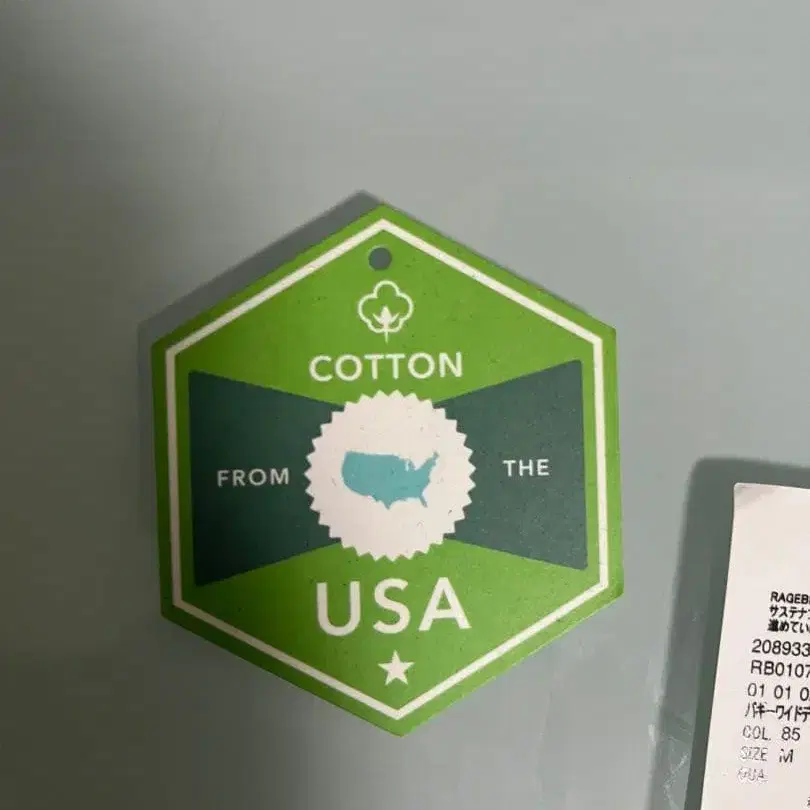 COTTON
FROM THE
USA
RAGEB
サステナ
進めてい
208933
RB0107
01 01 0
バギーワイドデ
COL. 85
SIZE M